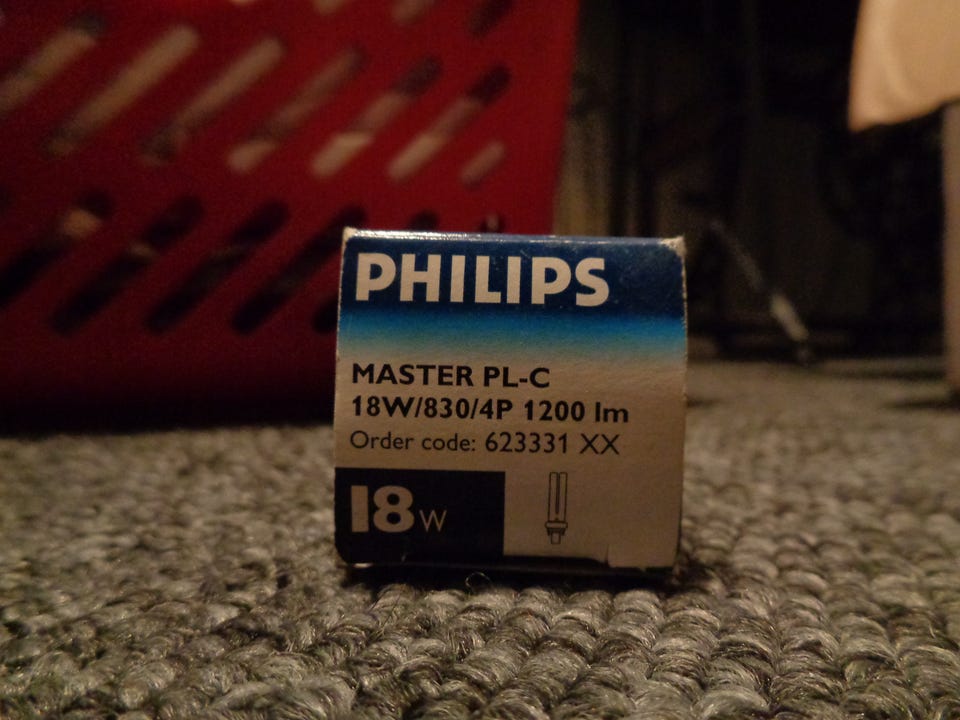 PHILIPS
MASTER PL-C
18W/830/4P 1200 lm
Order code: 623331 XX
18W